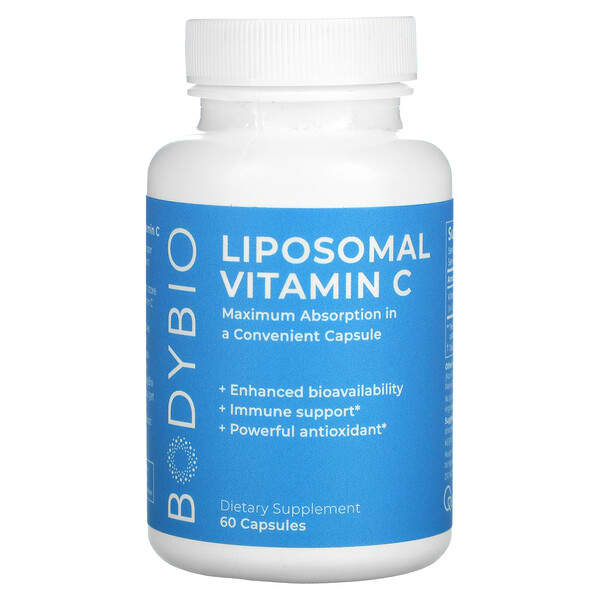 BODYBIO
LIPOSOMAL
VITAMIN C
Maximum Absorption in
a Convenient Capsule
+ Enhanced bioavailability
+ Immune support*
+ Powerful antioxidant*
Dietary Supplement
60 Capsules